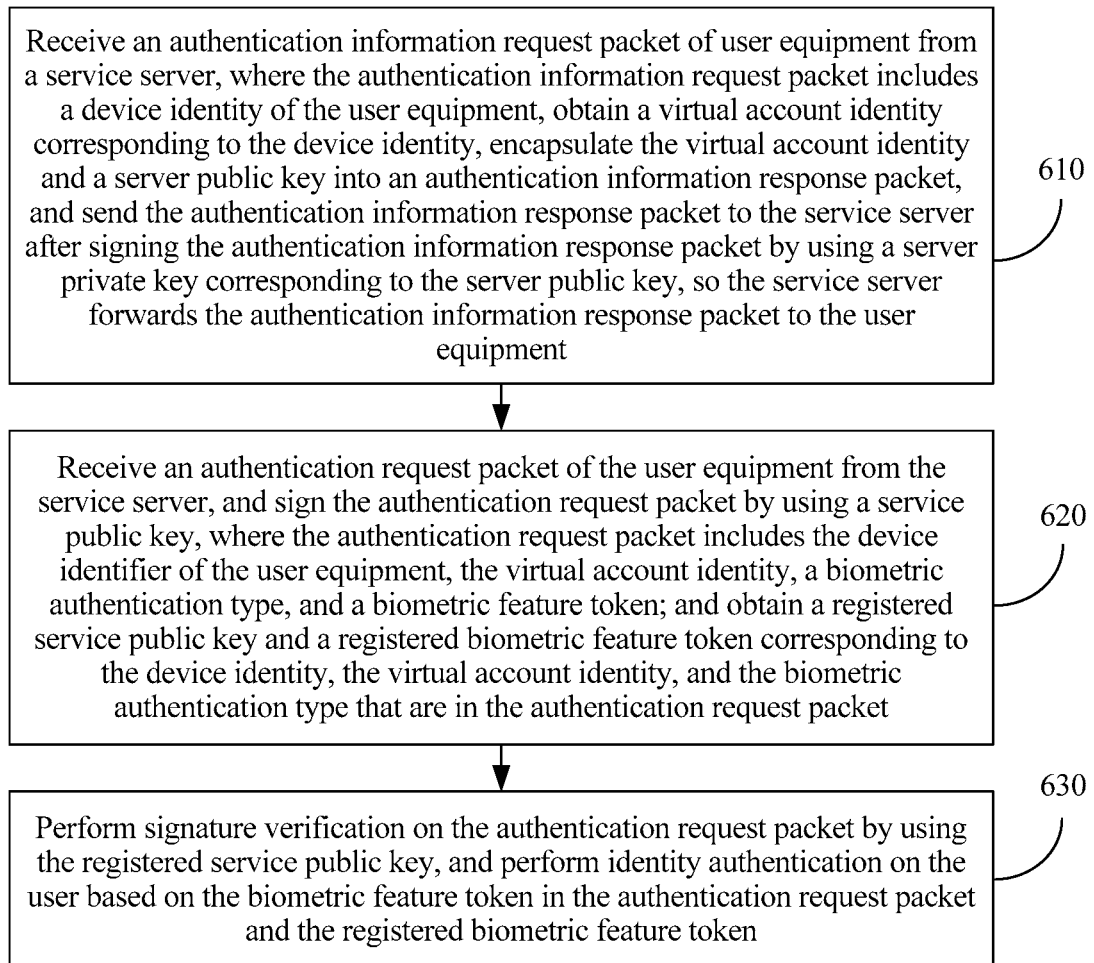 Receive an authentication information request packet of user equipment from
a service server, where the authentication information request packet includes
a device identity of the user equipment, obtain a virtual account identity
corresponding to the device identity, encapsulate the virtual account identity
and a server public key into an authentication information response packet,
and send the authentication information response packet to the service server
after signing the authentication information response packet by using a server
private key corresponding to the server public key, so the service server
forwards the authentication information response packet to the user
equipment
610
Receive an authentication request packet of the user equipment from the
service server, and sign the authentication request packet by using a service
public key, where the authentication request packet includes the device
identifier of the user equipment, the virtual account identity, a biometric
authentication type, and a biometric feature token; and obtain a registered
service public key and a registered biometric feature token corresponding to
the device identity, the virtual account identity, and the biometric
authentication type that are in the authentication request packet
620
Perform signature verification on the authentication request packet by using
the registered service public key, and perform identity authentication on the
user based on the biometric feature token in the authentication request packet
and the registered biometric feature token
630